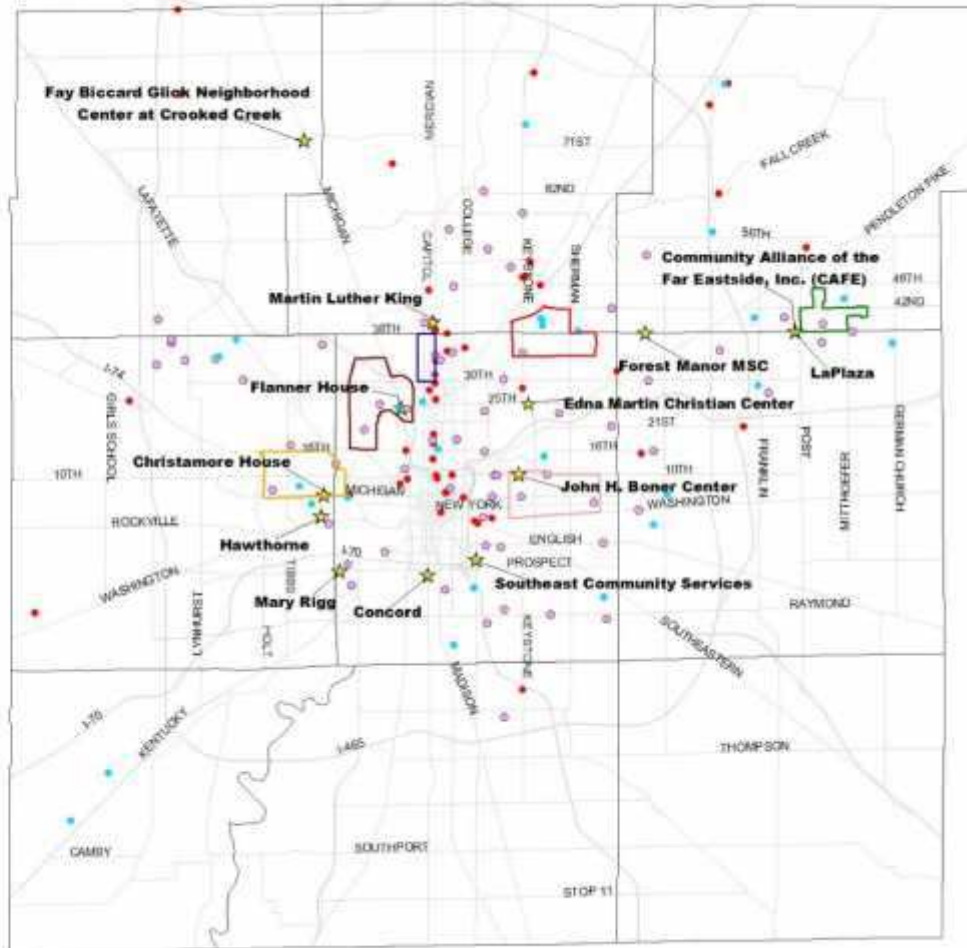 Fay Biccard Glick Neighborhood
Center at Crooked Creek
MERIDIAN
71ST
FALL CREEK
62ND
LAFAYETTE
MICHIGAN
COLLEGE
PENDLETON PIKE
56TH
CAPITOL
KEYSTONE
SHERMAN
Community Alliance of the
Far Eastside, Inc. (CAFE)
46TH
42ND
Martin Luther King
38TH
Forest Manor MSC
LaPlaza
I-74
30TH
Flanner House
25TH
Edna Martin Christian Center
21ST
GIRLS SCHOOL
16TH
16TH
FRANKLIN
POST
MITTHOEFER
GERMAN CHURCH
Christamore House
10TH
10TH
MICHIGAN
John H. Boner Center
NEW YORK
WASHINGTON
ROCKVILLE
Hawthorne
ENGLISH
I-70
PROSPECT
WASHINGTON
TIBBS
Mary Rigg
Concord
Southeast Community Services
RAYMOND
LYNHURST
HOLT
KEYSTONE
SOUTHEASTERN
MADISON
I-70
KENTUCKY
I-465
THOMPSON
CAMBY
SOUTHPORT
STOP 11